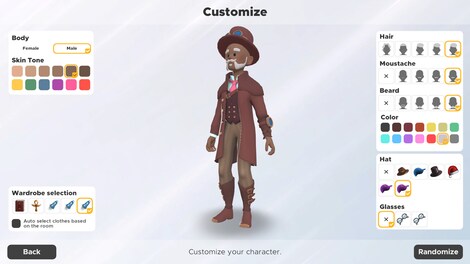 Customize
Body
Female
Male
Skin Tone
Wardrobe selection
Auto select clothes based
on the room
Hair
Moustache
Beard
Color
Hat
Glasses
Back
Customize your character.
Randomize